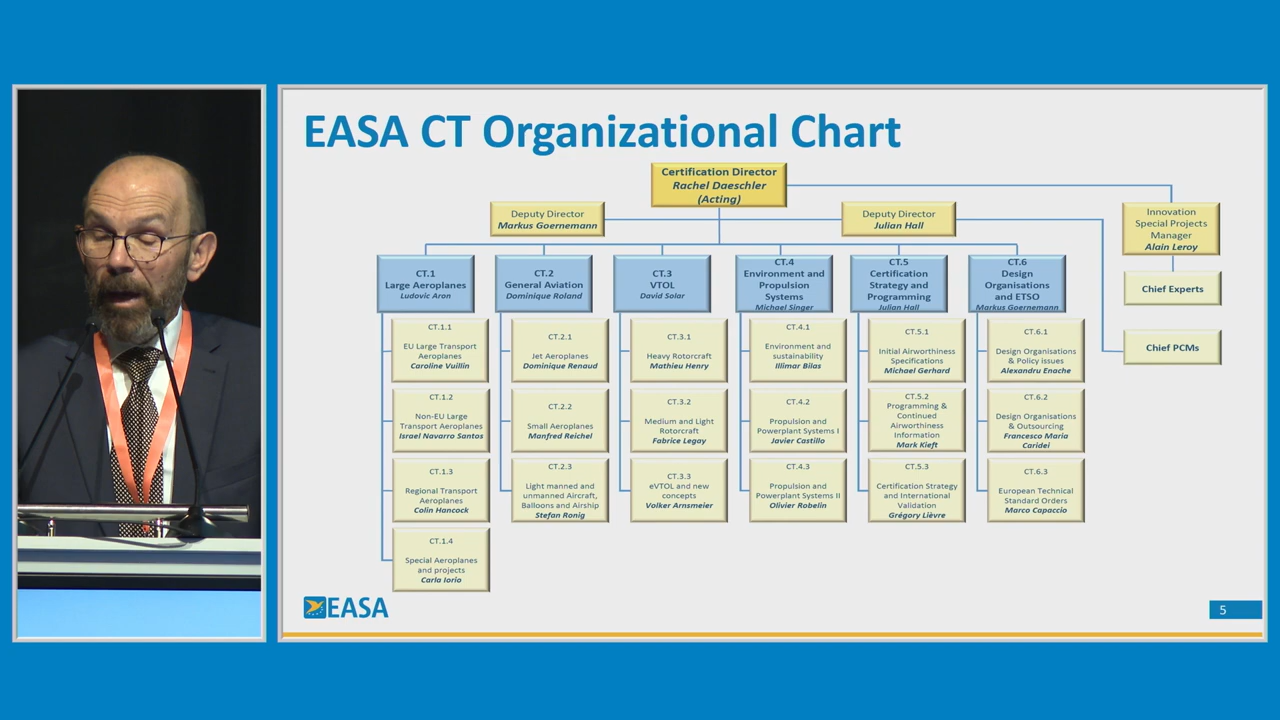 EASA CT Organizational Chart
Certification Director
Rachel Daeschler
(Acting)
Deputy Director
Markus Goernemann
Deputy Director
Julian Hall
Innovation
Special Projects
Manager
Alain Leroy
Chief Experts
Chief PCMs
CT.1
Large Aeroplanes
Ludovic Aron
CT.2
General Aviation
Dominique Roland
CT.3
VTOL
David Solar
CT.4
Environment and
Propulsion
Systems
Michael Singer
CT.5
Certification
Strategy and
Programming
Julian Hall
CT.6
Design
Organisations
and ETSO
Markus Goernemann
CT.1.1
EU Large Transport
Aeroplanes
Caroline Vuillin
CT.2.1
Jet Aeroplanes
Dominique Renaud
CT.3.1
Heavy Rotorcraft
Mathieu Henry
CT.4.1
Environment and
sustainability
Illimar Bilas
CT.5.1
Initial Airworthiness
Specifications
Michael Gerhard
CT.6.1
Design Organisations
& Policy issues
Alexandru Enache
CT.1.2
Non-EU Large
Transport Aeroplanes
Israel Navarro Santos
CT.2.2
Small Aeroplanes
Manfred Reichel
CT.3.2
Medium and Light
Rotorcraft
Fabrice Legay
CT.4.2
Propulsion and
Powerplant Systems I
Javier Castillo
CT.5.2
Programming &
Continued
Airworthiness
Information
Mark Kieft
CT.6.2
Design Organisations
& Outsourcing
Francesco Maria
Caridei
CT.1.3
Regional Transport
Aeroplanes
Colin Hancock
CT.2.3
Light manned and
unmanned Aircraft,
Balloons and Airship
Stefan Ronig
CT.3.3
eVTOL and new
concepts
Volker Arnsmeier
CT.4.3
Propulsion and
Powerplant Systems II
Olivier Robelin
CT.5.3
Certification Strategy
and International
Validation
Grégory Lièvre
CT.6.3
European Technical
Standard Orders
Marco Capaccio
CT.1.4
Special Aeroplanes
and projects
Carla Iorio
EASA
5